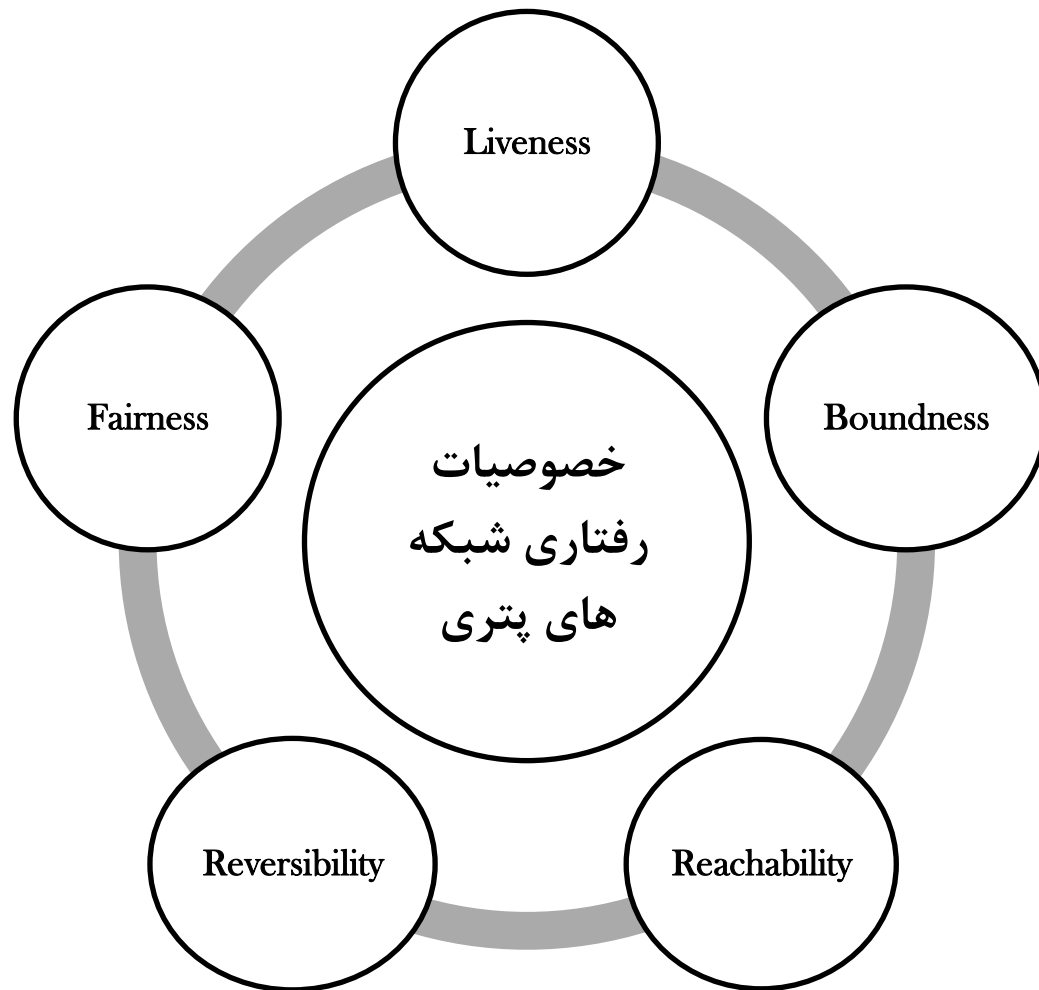 Liveness
Fairness
Boundness
خصوصیات
رفتاری شبکه
های پتری
Reversibility
Reachability